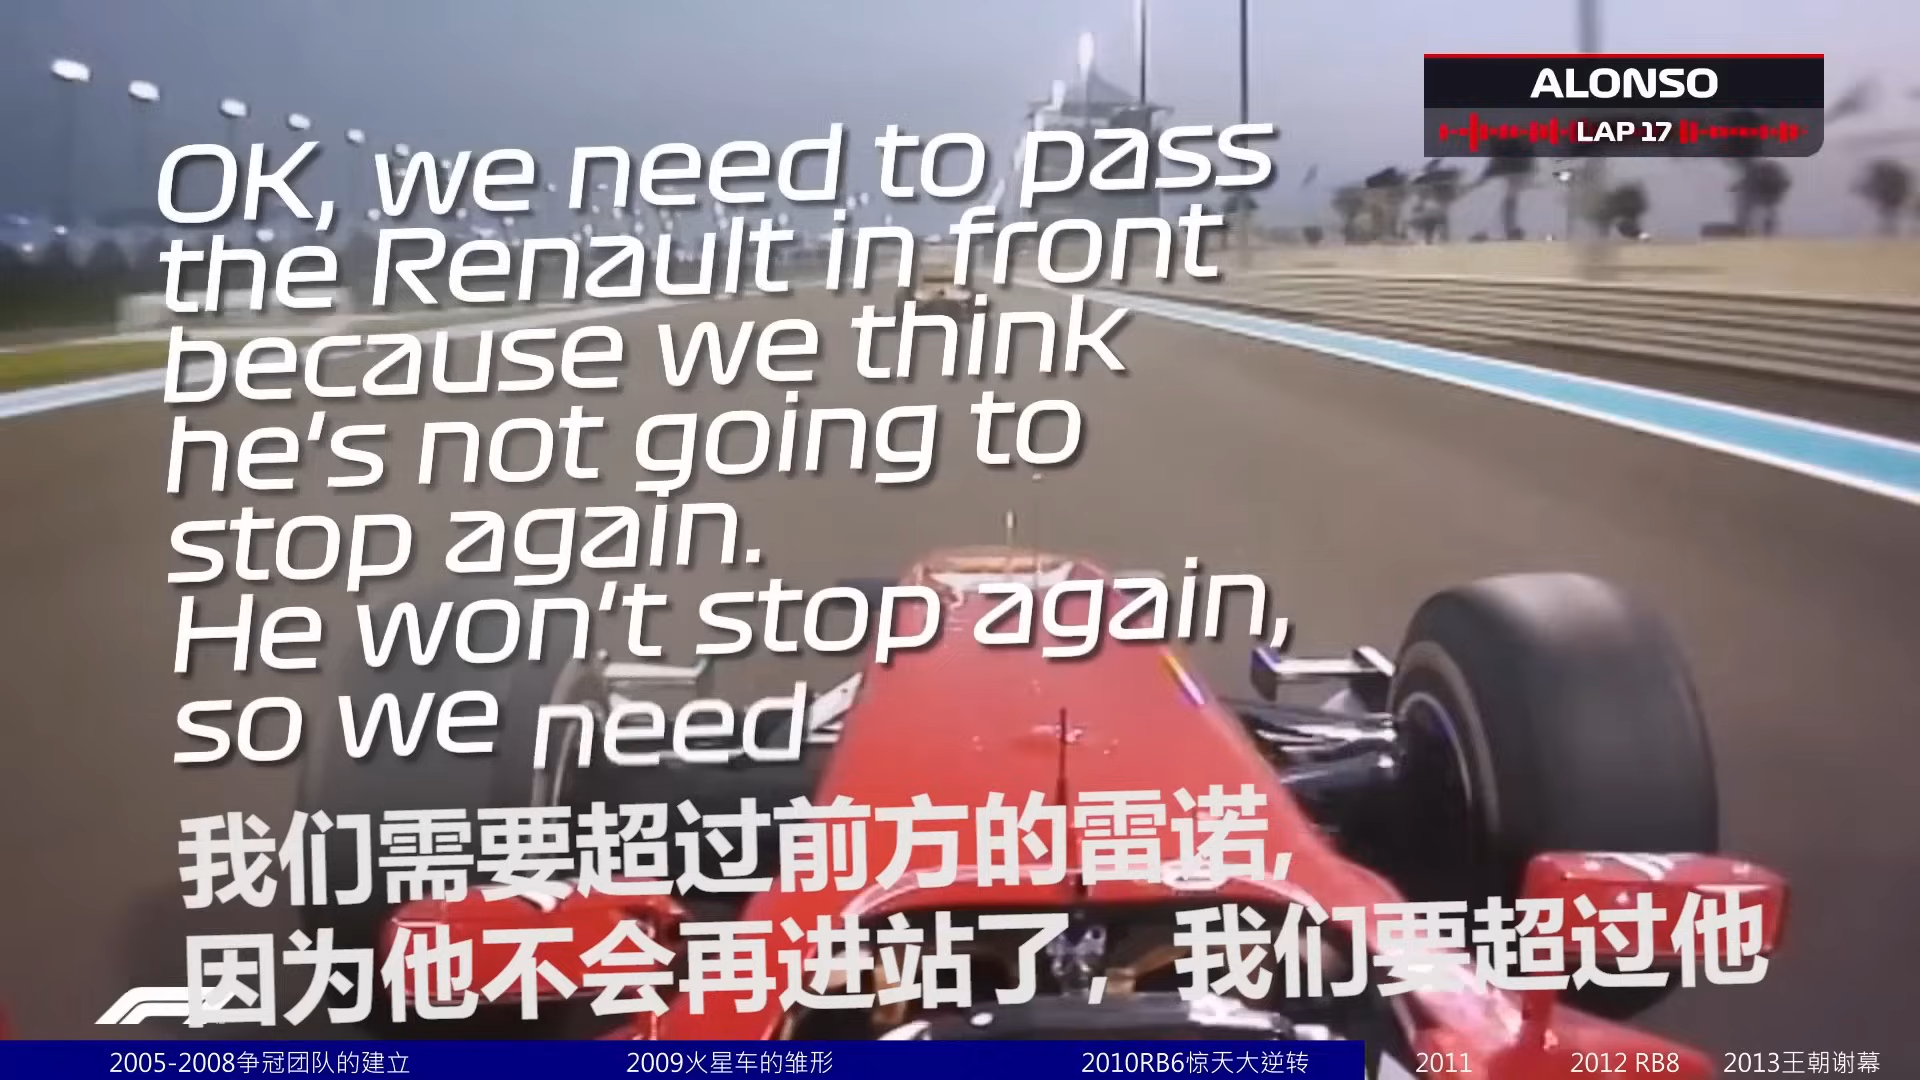 ALONSO
LAP 17
OK, we need to pass
the Renault in front
because we think
he's not going to
stop again.
He won't stop again,
so we need
我们需要超过前方的雷诺,
因为他不会再进站了，我们要超过他
2005-2008争冠团队的建立 2009火星车的雏形 2010RB6惊天大逆转 2011 2012 RB8 2013王朝谢幕